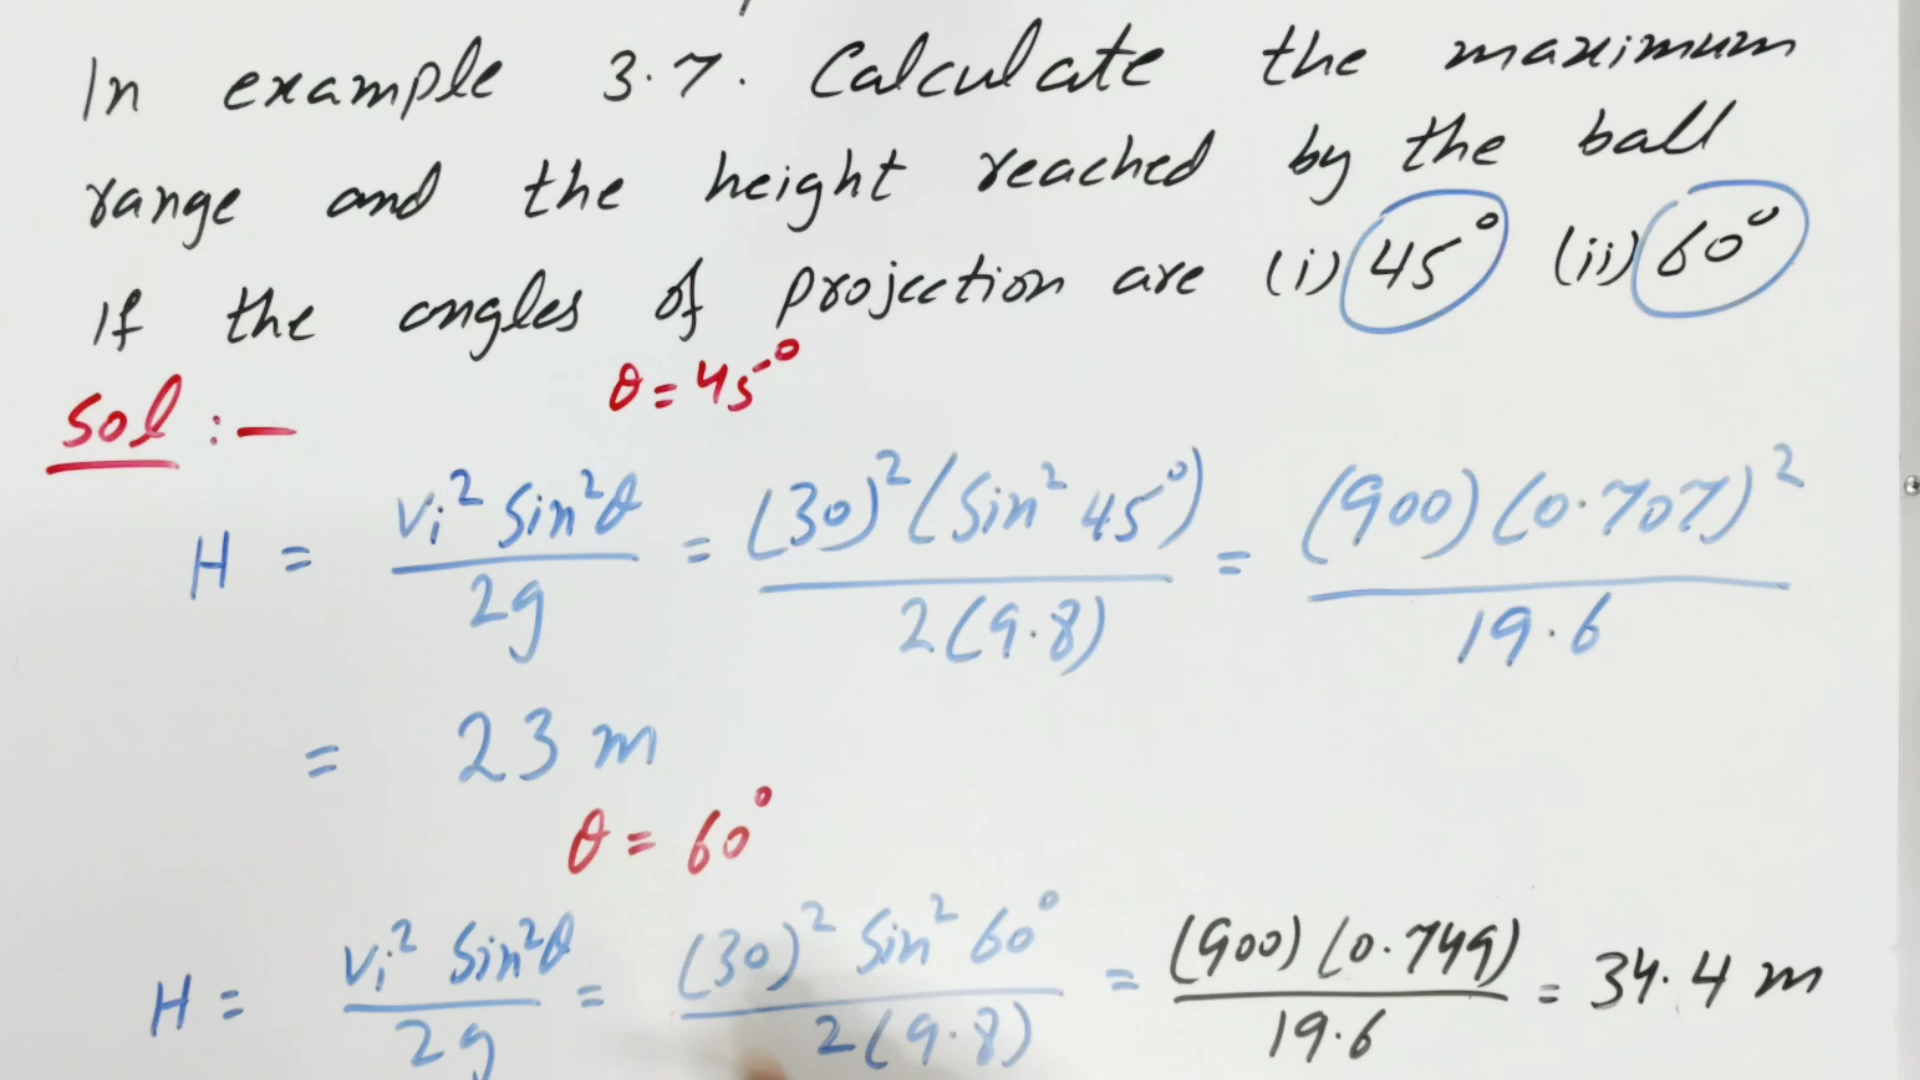 In example 3.7. Calculate the maximum
range and the height reached by the ball
If the angles of projection are (i) 45° (ii) 60°
Sol :- θ = 45°
H = vi² Sin²θ / 2g = (30)² (Sin² 45°) / 2(9.8) = (900) (0.707)² / 19.6
= 23 m
θ = 60°
H = vi² Sin²θ / 2g = (30)² Sin² 60° / 2(9.8) = (900) (0.749) / 19.6 = 34.4 m